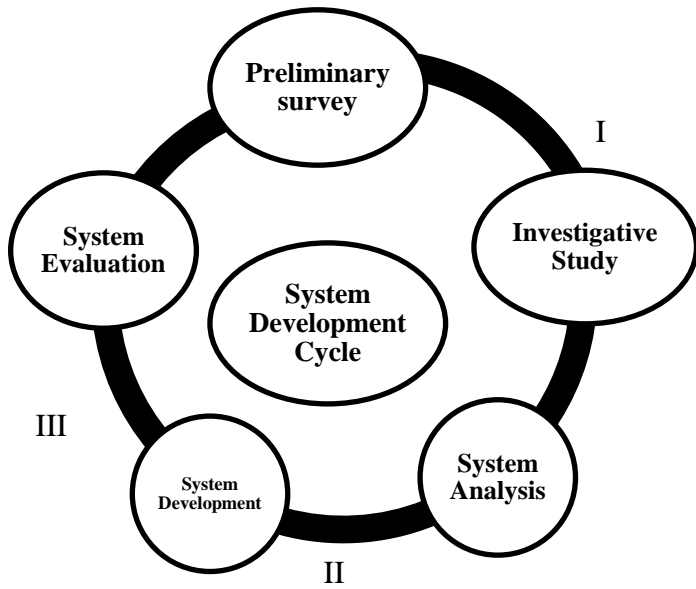 Preliminary
survey
I
Investigative
Study
System
Evaluation
System
Development
Cycle
III
System
Analysis
System
Development
II